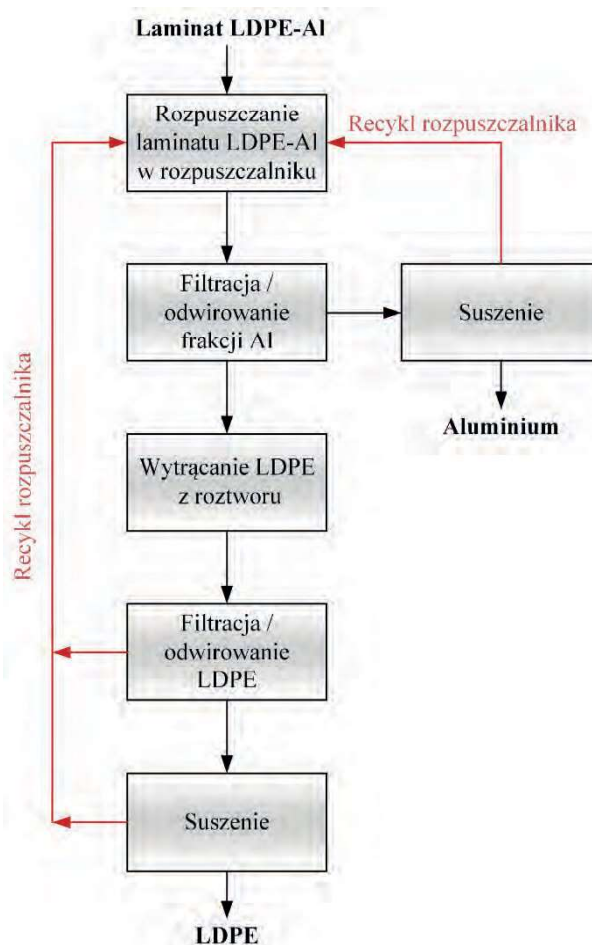 Laminat LDPE-Al
Rozpuszczanie
laminatu LDPE-Al
w rozpuszczalniku
Recykl rozpuszczalnika
Filtracja /
odwirowanie
frakcji Al
Suszenie
Aluminium
Recykl rozpuszczalnika
Wytrącanie LDPE
z roztworu
Filtracja /
odwirowanie
LDPE
Suszenie
LDPE